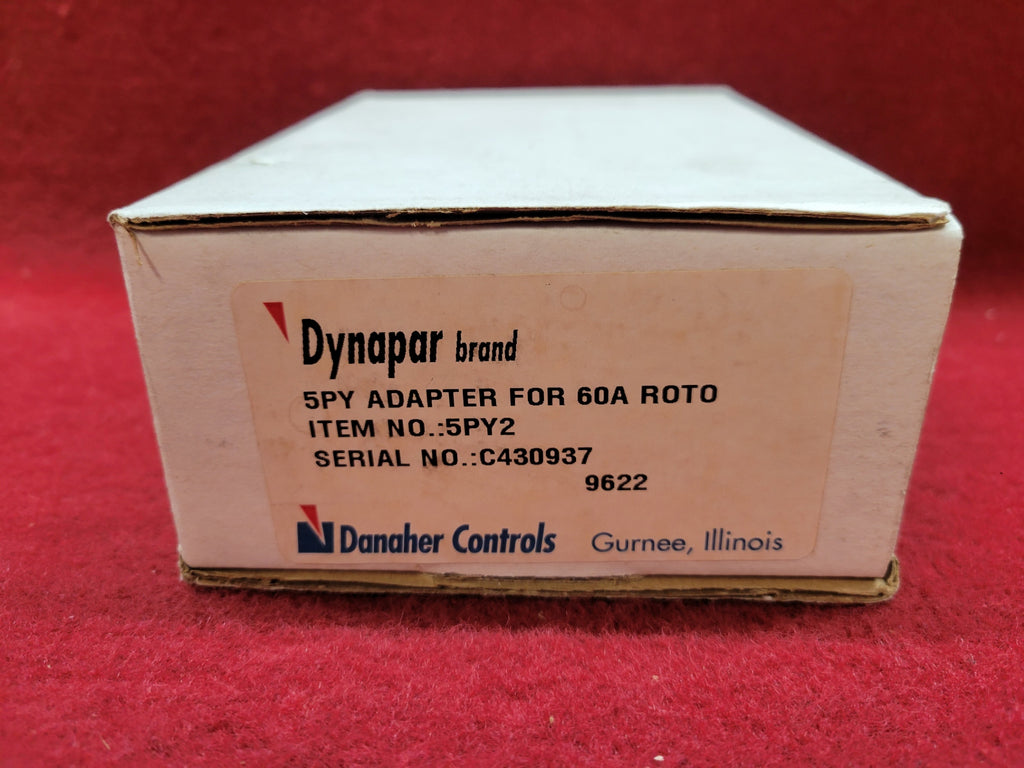 Dynapar brand
5PY ADAPTER FOR 60A ROTO
ITEM NO.:5PY2
SERIAL NO.:C430937
9622
Danaher Controls Gurnee, Illinois